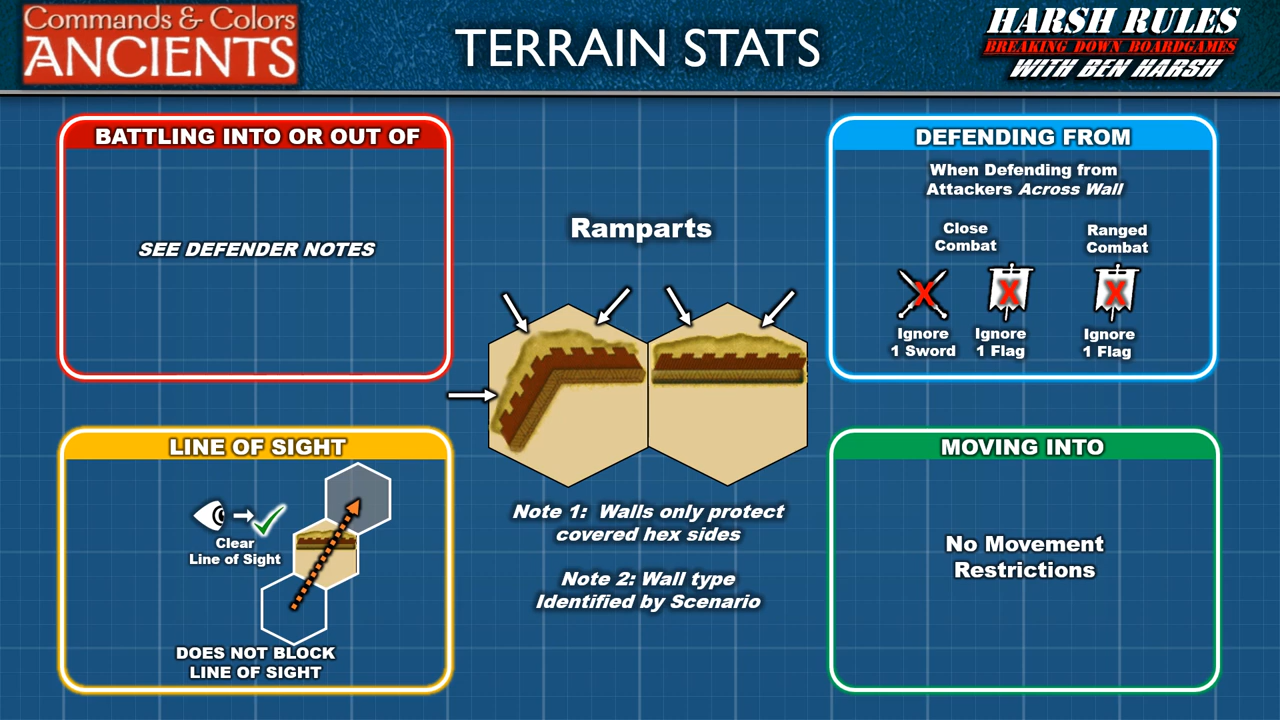 Commands & Colors
ANCIENTS
TERRAIN STATS
HARSH RULES
BREAKING DOWN BOARDGAMES
WITH BEN HARSH
BATTLING INTO OR OUT OF
SEE DEFENDER NOTES
Ramparts
DEFENDING FROM
When Defending from
Attackers Across Wall
Close
Combat
Ranged
Combat
X
X
X
Ignore
1 Sword
Ignore
1 Flag
Ignore
1 Flag
LINE OF SIGHT
Clear
Line of Sight
DOES NOT BLOCK
LINE OF SIGHT
Note 1: Walls only protect
covered hex sides
Note 2: Wall type
Identified by Scenario
MOVING INTO
No Movement
Restrictions